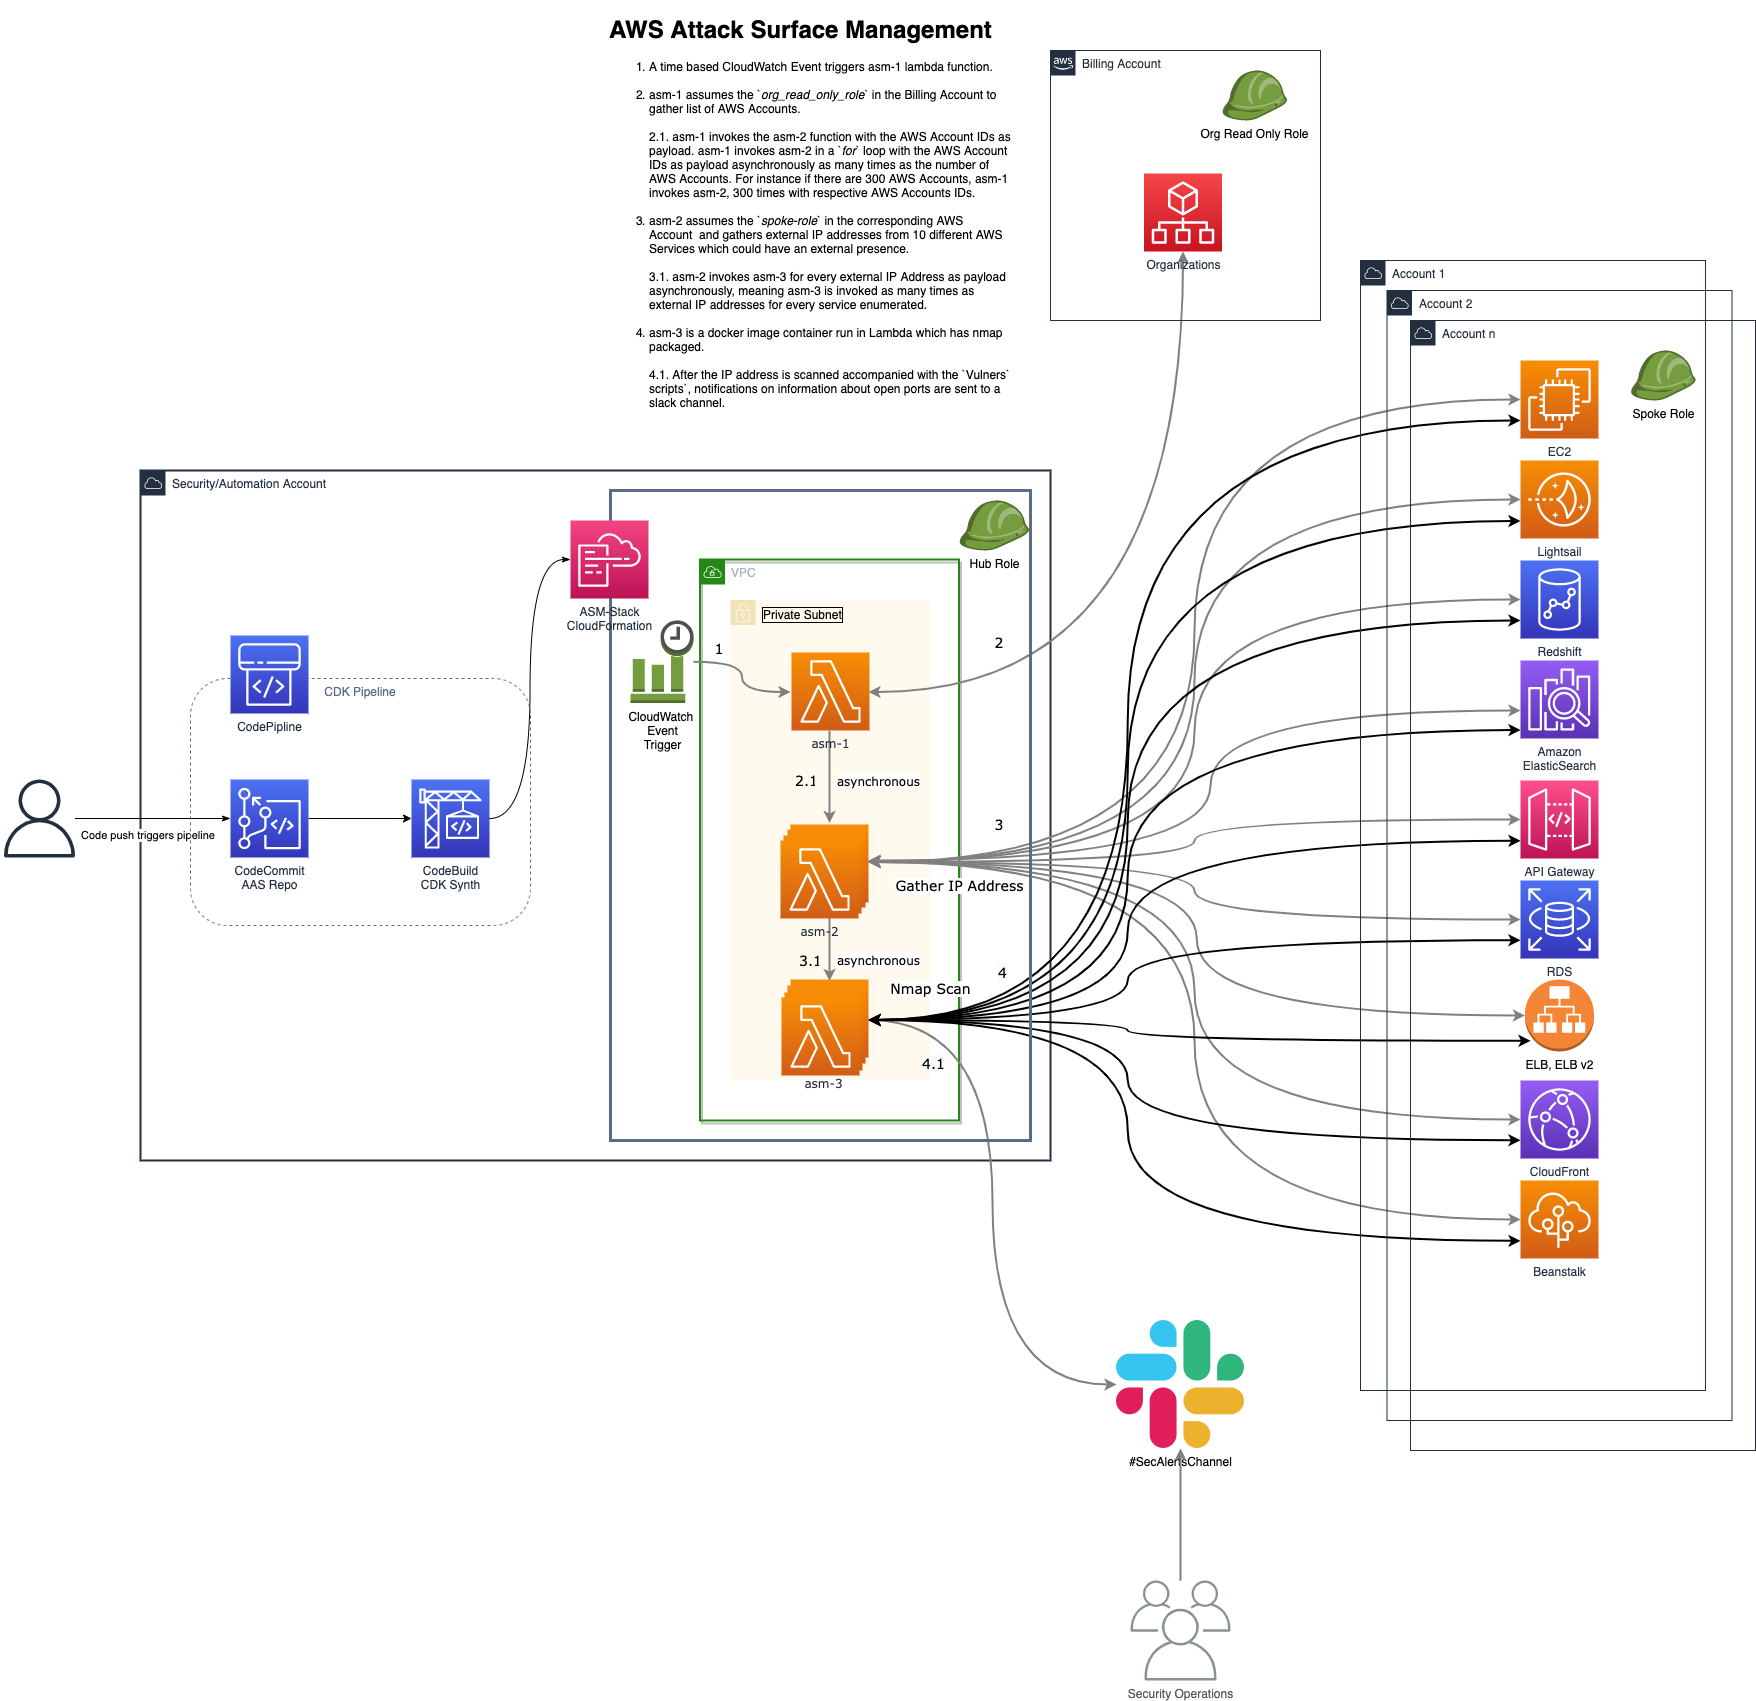 AWS Attack Surface Management
1. A time based CloudWatch Event triggers asm-1 lambda function.
2. asm-1 assumes the `org_read_only_role` in the Billing Account to
gather list of AWS Accounts.
2.1. asm-1 invokes the asm-2 function with the AWS Account IDs as
payload. asm-1 invokes asm-2 in a `for` loop with the AWS Account
IDs as payload asynchronously as many times as the number of
AWS Accounts. For instance if there are 300 AWS Accounts, asm-1
invokes asm-2, 300 times with respective AWS Accounts IDs.
3. asm-2 assumes the `spoke-role` in the corresponding AWS
Account  and gathers external IP addresses from 10 different AWS
Services which could have an external presence.
3.1. asm-2 invokes asm-3 for every external IP Address as payload
asynchronously, meaning asm-3 is invoked as many times as
external IP addresses for every service enumerated.
4. asm-3 is a docker image container run in Lambda which has nmap
packaged.
4.1. After the IP address is scanned accompanied with the `Vulners`
scripts`, notifications on information about open ports are sent to a
slack channel.
aws
Billing Account
Org Read Only Role
Organizations
Account 1
Account 2
Account n
Spoke Role
EC2
Lightsail
Redshift
Amazon
ElasticSearch
API Gateway
RDS
ELB, ELB v2
CloudFront
Beanstalk
Security/Automation Account
Hub Role
ASM-Stack
CloudFormation
VPC
Private Subnet
CloudWatch
Event
Trigger
1
2
asm-1
2.1
asynchronous
3
Gather IP Address
asm-2
3.1
asynchronous
4
Nmap Scan
4.1
asm-3
CDK Pipeline
CodePipline
Code push triggers pipeline
CodeCommit
AAS Repo
CodeBuild
CDK Synth
#SecAlertsChannel
Security Operations